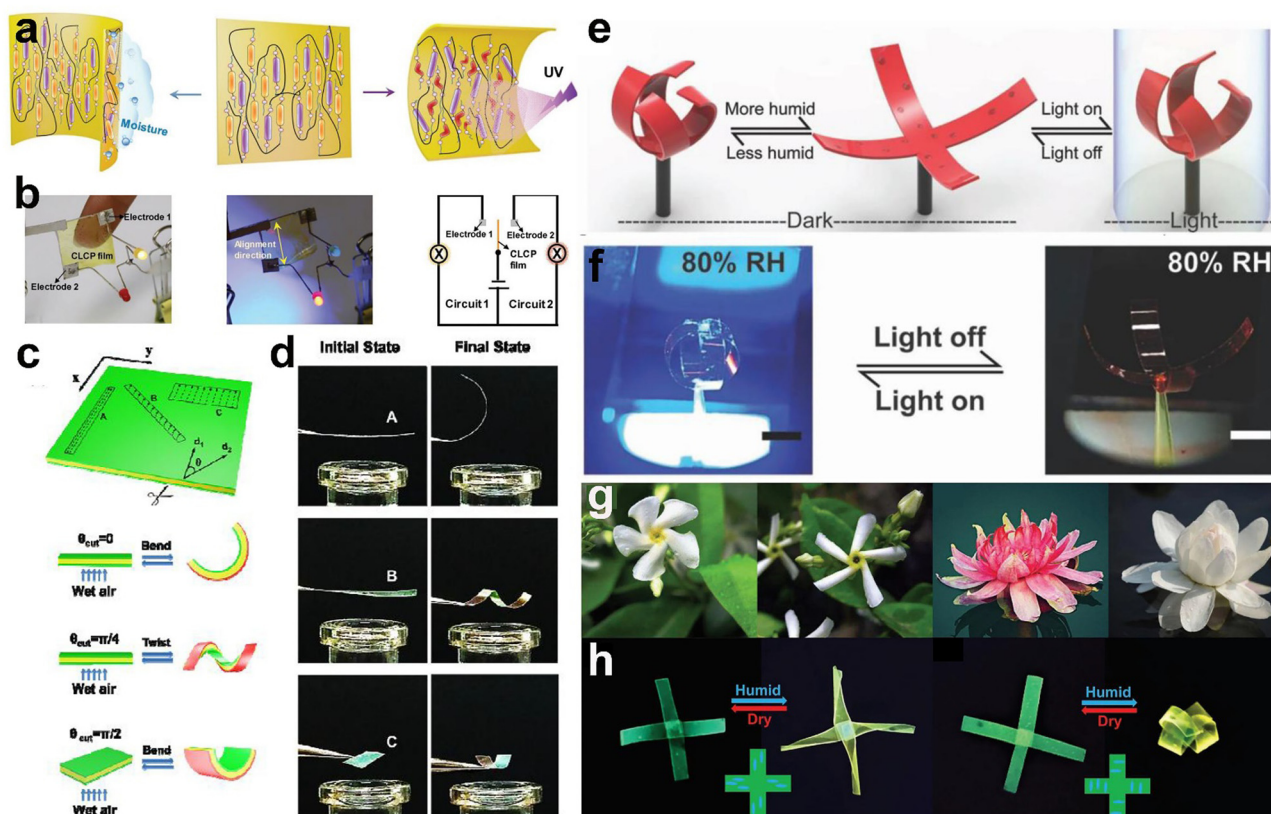 a
Moisture
UV
b
Electrode 1
CLCP film
Electrode 2
Alignment
direction
Electrode 1
Electrode 2
CLCP
film
X
X
Circuit 1
Circuit 2
c
y
x
A
B
C
d1
d2
θ
θcut=0
Bend
Wet air
θcut=π/4
Twist
Wet air
θcut=π/2
Bend
Wet air
d
Initial State
Final State
A
B
C
e
More humid
Less humid
Light on
Light off
Dark
Light
f
80% RH
Light off
Light on
80% RH
g
h
Humid
Dry
Humid
Dry